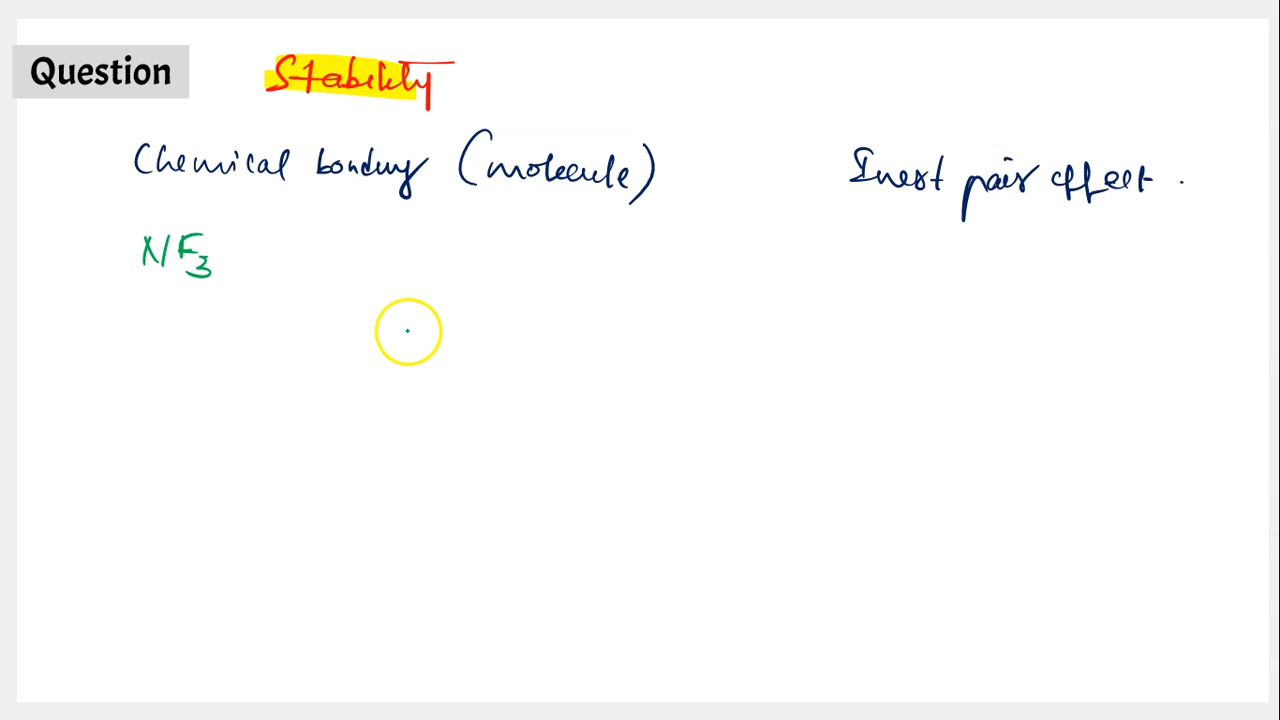 Question
Stability
Chemical bonding (molecule)
Inert pair effect.
NF3